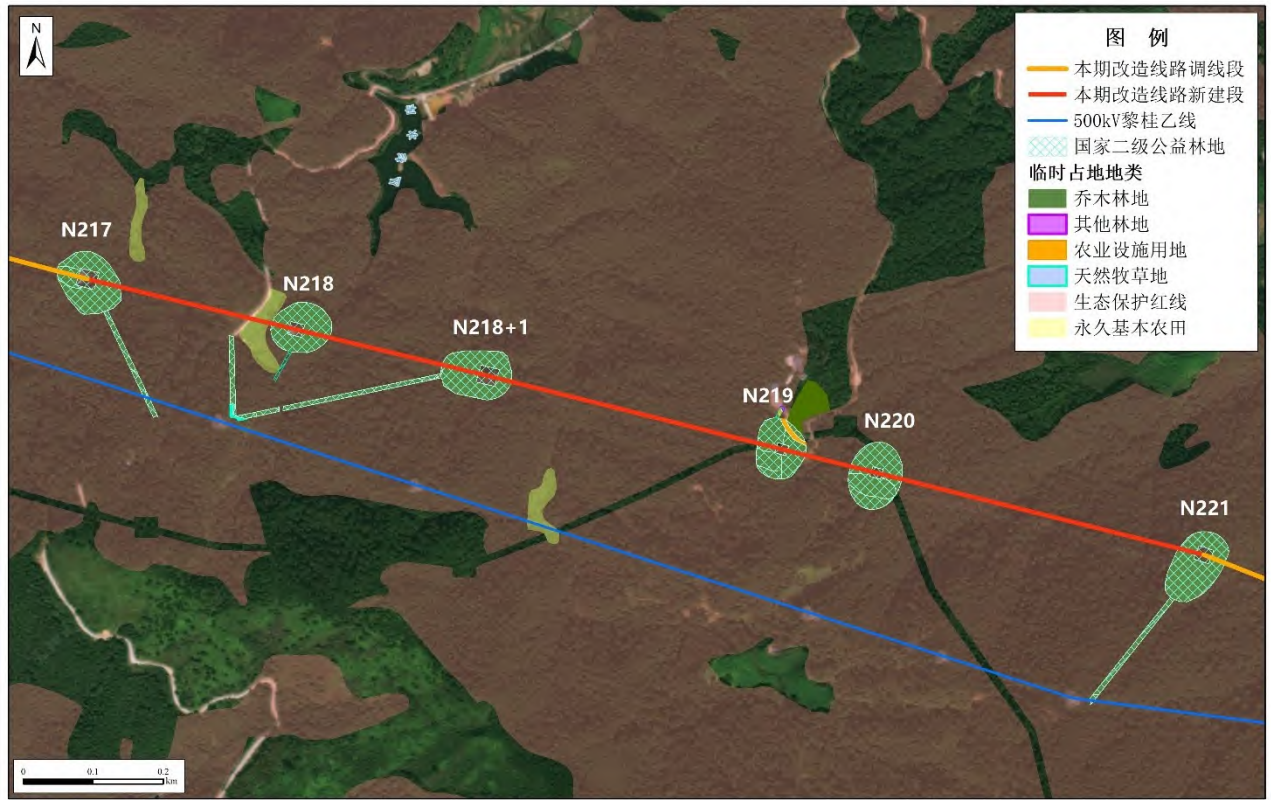 N
图 例
本期改造线路调线段
本期改造线路新建段
500kV黎桂乙线
国家二级公益林地
临时占地地类
乔木林地
其他林地
农业设施用地
天然牧草地
生态保护红线
永久基本农田
N217
N218
N218+1
N219
N220
N221
0 0.1 0.2
km